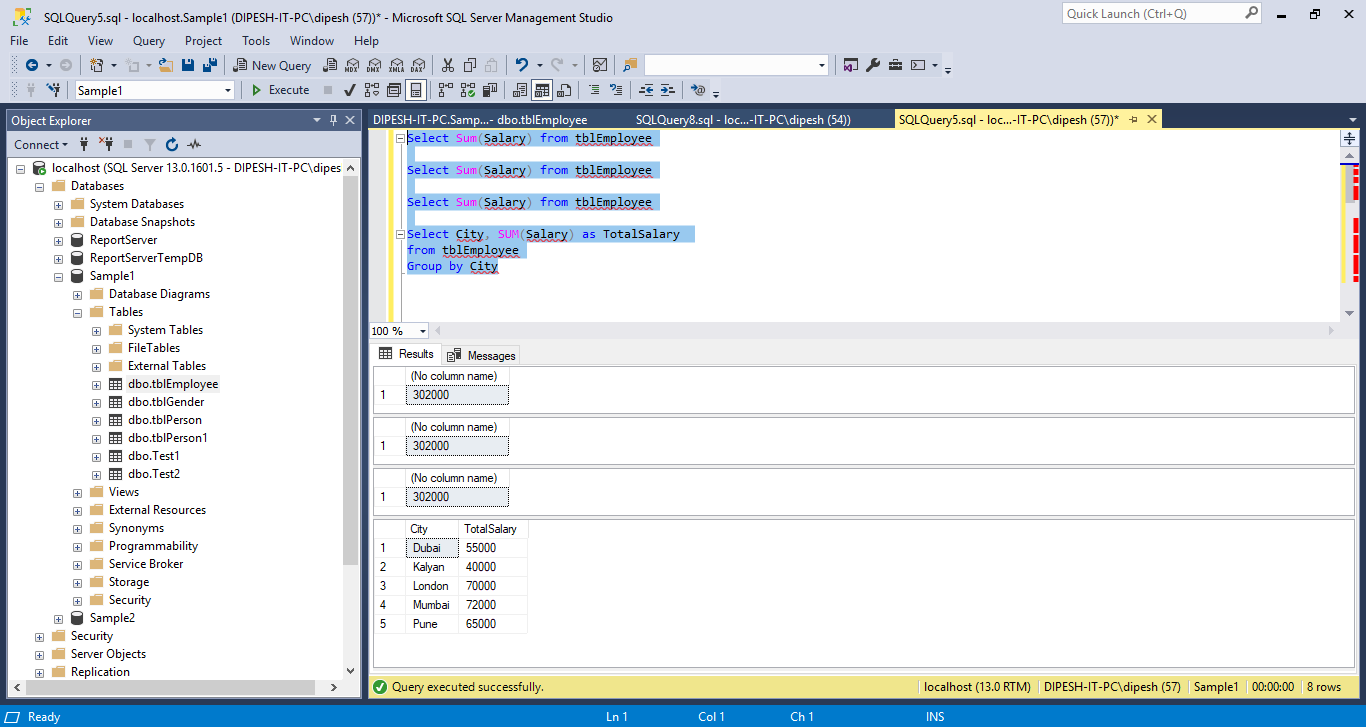 SQLQuery5.sql - localhost.Sample1 (DIPESH-IT-PC\dipesh (57))* - Microsoft SQL Server Management Studio
Quick Launch (Ctrl+Q)
File Edit View Query Project Tools Window Help
New Query
MDX DMX XMLA DAX
Sample1
Execute
Object Explorer
DIPESH-IT-PC.Samp...- dbo.tblEmployee
SQLQuery8.sql - loc...-IT-PC\dipesh (54))
SQLQuery5.sql - loc...-IT-PC\dipesh (57))*
Connect
localhost (SQL Server 13.0.1601.5 - DIPESH-IT-PC\dipes
Databases
System Databases
Database Snapshots
ReportServer
ReportServerTempDB
Sample1
Database Diagrams
Tables
System Tables
FileTables
External Tables
dbo.tblEmployee
dbo.tblGender
dbo.tblPerson
dbo.tblPerson1
dbo.Test1
dbo.Test2
Views
External Resources
Synonyms
Programmability
Service Broker
Storage
Security
Sample2
Security
Server Objects
Replication
Select Sum(Salary) from tblEmployee
Select Sum(Salary) from tblEmployee
Select Sum(Salary) from tblEmployee
Select City, SUM(Salary) as TotalSalary
from tblEmployee
Group by City
100 %
Results Messages
(No column name)
1 302000
(No column name)
1 302000
(No column name)
1 302000
City TotalSalary
1 Dubai 55000
2 Kalyan 40000
3 London 70000
4 Mumbai 72000
5 Pune 65000
Query executed successfully.
localhost (13.0 RTM) DIPESH-IT-PC\dipesh (57) Sample1 00:00:00 8 rows
Ready Ln 1 Col 1 Ch 1 INS